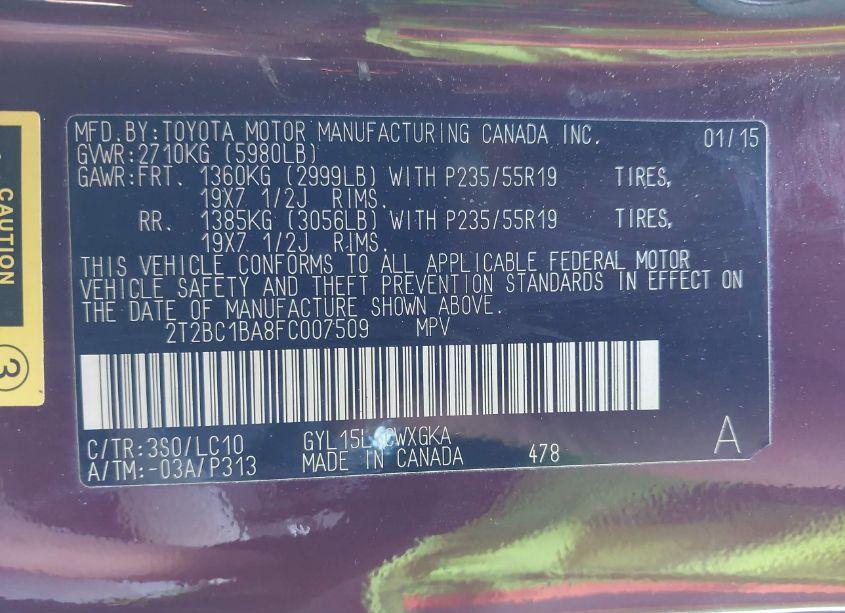 MFD.BY:TOYOTA MOTOR MANUFACTURING CANADA INC. 01/15
GVWR:2710KG (5980LB)
GAWR:FRT. 1360KG (2999LB) WITH P235/55R19 TIRES,
19X7 1/2J RIMS.
RR. 1385KG (3056LB) WITH P235/55R19 TIRES,
19X7 1/2J RIMS.
THIS VEHICLE CONFORMS TO ALL APPLICABLE FEDERAL MOTOR
VEHICLE SAFETY AND THEFT PREVENTION STANDARDS IN EFFECT ON
THE DATE OF MANUFACTURE SHOWN ABOVE.
2T2BC1BA8FC007509 MPV
C/TR:3S0/LC10 CWXGKA
A/TM:-03A/P313 MADE IN CANADA 478 A
CAUTION
3